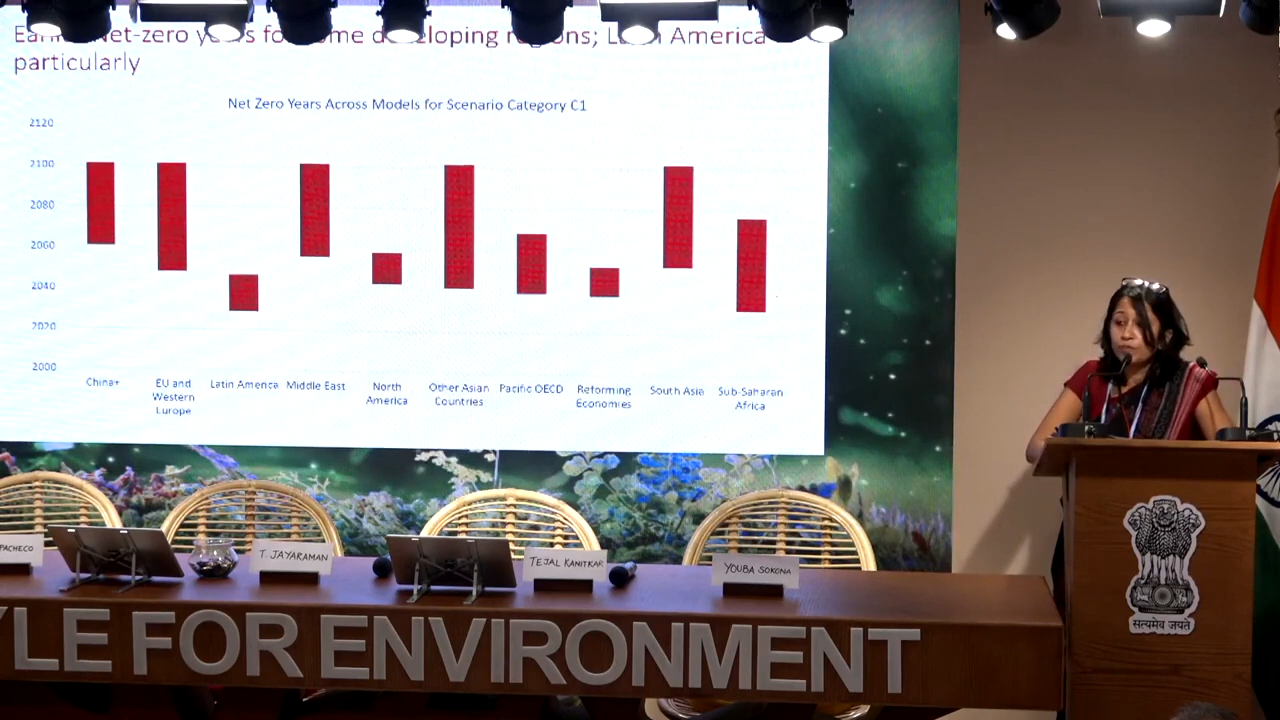 particularly
Net Zero Years Across Models for Scenario Category C1
2120
2100
2080
2060
2040
2020
2000
China+
EU and
Western
Europe
Latin America
Middle East
North
America
Other Asian
Countries
Pacific OECD
Reforming
Economies
South Asia
Sub-Saharan
Africa
PACHECO
T. JAYARAMAN
TEJAL KANITKAR
YOUBA SOKONA
YLE FOR ENVIRONMENT
सत्यमेव जयते